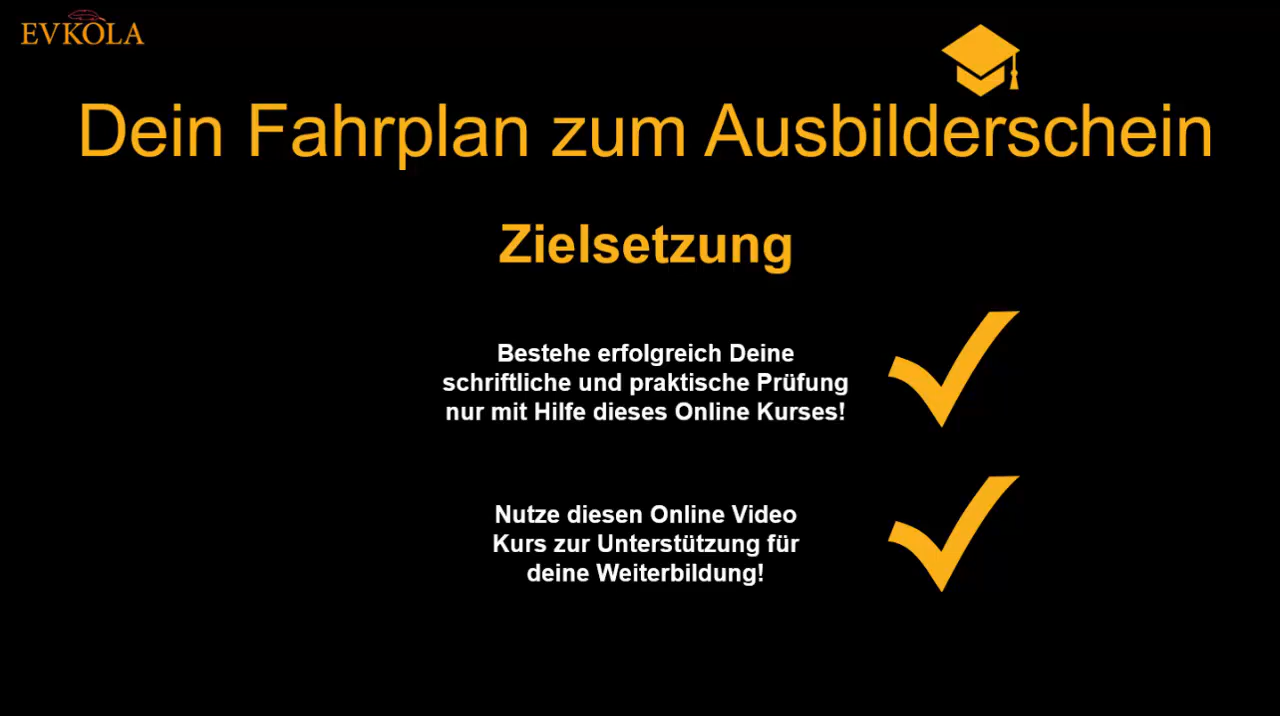 EVKOLA
Dein Fahrplan zum Ausbilderschein
Zielsetzung
Bestehe erfolgreich Deine
schriftliche und praktische Prüfung
nur mit Hilfe dieses Online Kurses!
Nutze diesen Online Video
Kurs zur Unterstützung für
deine Weiterbildung!